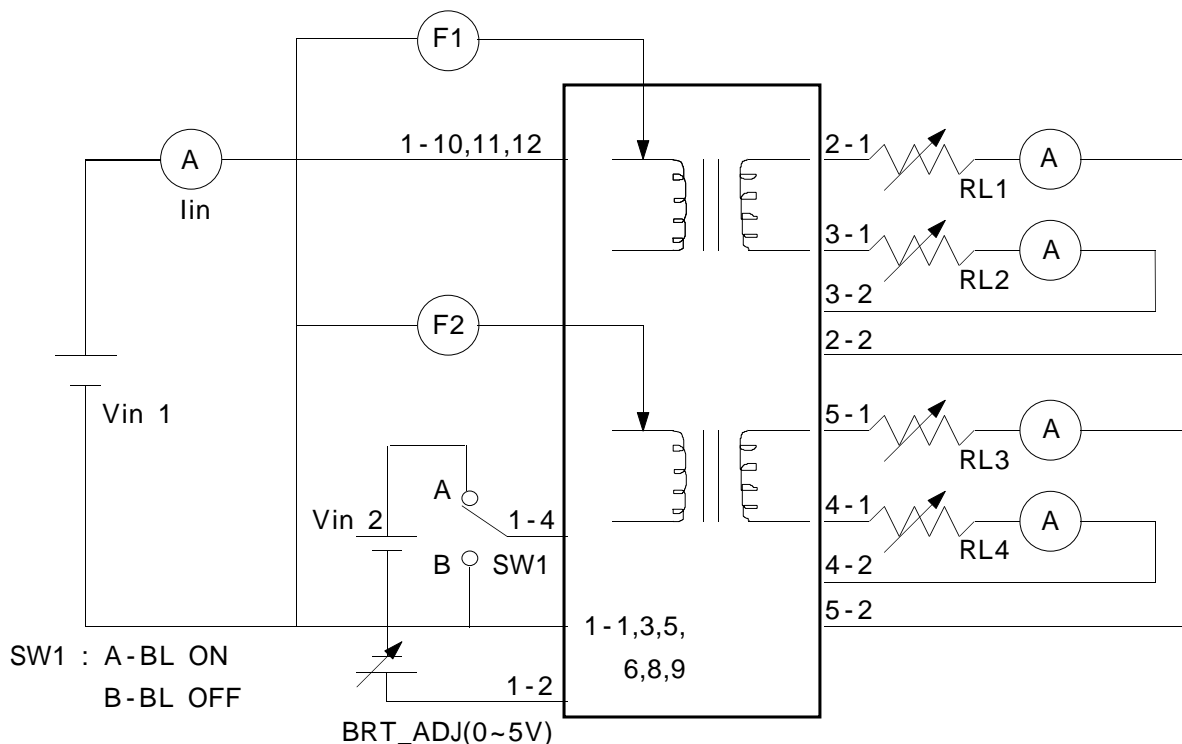 F1
1-10,11,12
A
Iin
2-1
A
RL1
3-1
A
RL2
3-2
F2
2-2
Vin 1
5-1
A
RL3
A
Vin 2
1-4
4-1
A
RL4
B
SW1
4-2
5-2
1-1,3,5,
6,8,9
SW1 : A-BL ON
B-BL OFF
1-2
BRT_ADJ(0~5V)